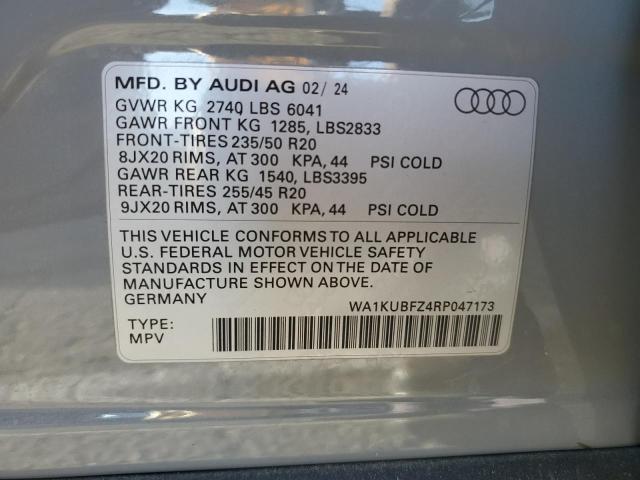 MFD. BY AUDI AG 02/ 24
GVWR KG 2740 LBS 6041
GAWR FRONT KG 1285, LBS2833
FRONT-TIRES 235/50 R20
8JX20 RIMS, AT 300 KPA, 44 PSI COLD
GAWR REAR KG 1540, LBS3395
REAR-TIRES 255/45 R20
9JX20 RIMS, AT 300 KPA, 44 PSI COLD
THIS VEHICLE CONFORMS TO ALL APPLICABLE
U.S. FEDERAL MOTOR VEHICLE SAFETY
STANDARDS IN EFFECT ON THE DATE OF
MANUFACTURE SHOWN ABOVE.
GERMANY
WA1KUBFZ4RP047173
TYPE:
MPV